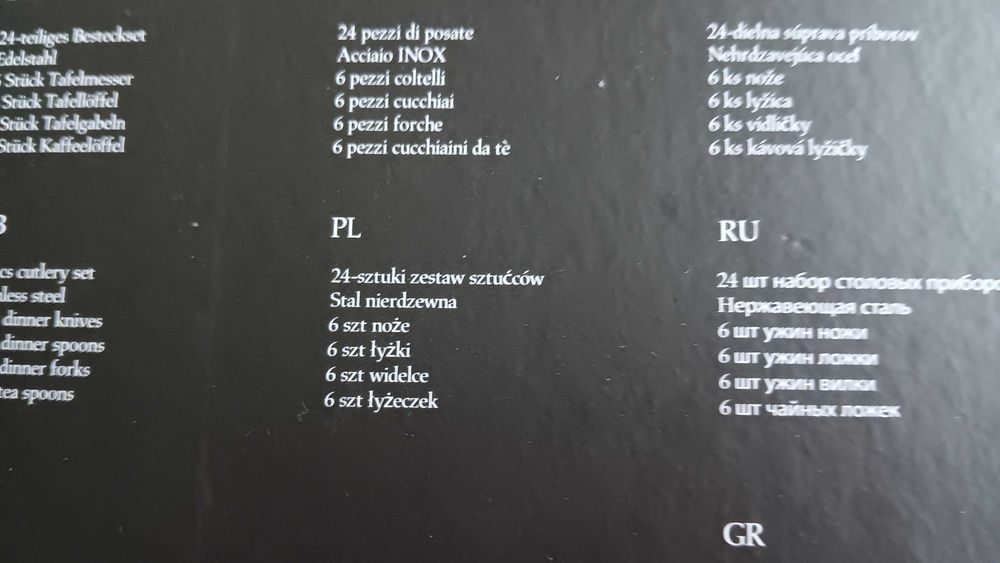 24-teiliges Besteckset
Edelstahl
Stück Tafelmesser
Stück Tafellöffel
Stück Tafelgabeln
Stück Kaffeelöffel
24 pezzi di posate
Acciaio INOX
6 pezzi coltelli
6 pezzi cucchiai
6 pezzi forche
6 pezzi cucchiaini da tè
24-dielna súprava príborov
Nehrdzavejúca oceľ
6 ks nože
6 ks lyžica
6 ks vidličky
6 ks kávová lyžičky
cutlery set
steel
dinner knives
dinner spoons
dinner forks
tea spoons
PL
24-sztuki zestaw sztućców
Stal nierdzewna
6 szt noże
6 szt łyżki
6 szt widelce
6 szt łyżeczek
RU
24 шт набор столовых
Нержавеющая сталь
6 шт ужин ножи
6 шт ужин ложки
6 шт ужин вилки
6 шт чайных ложек
GR